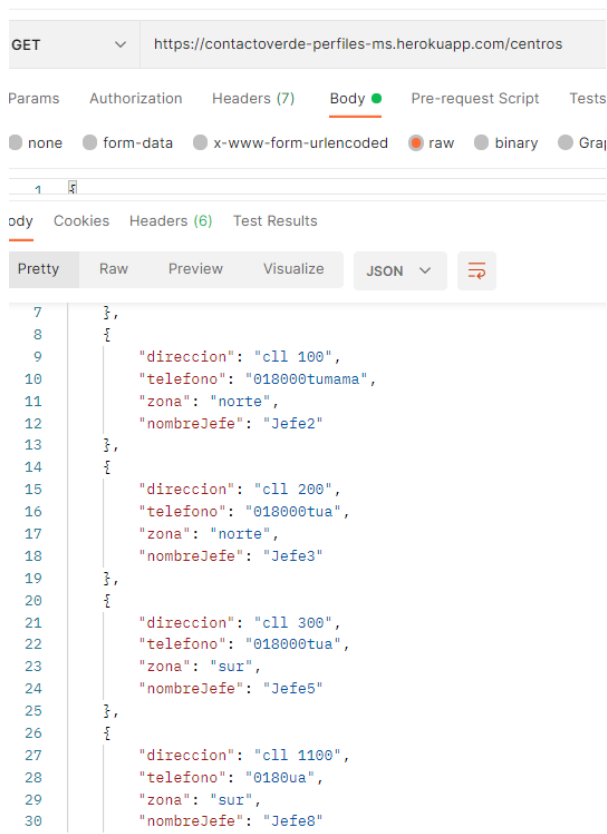 GET https://contactoverde-perfiles-ms.herokuapp.com/centros
Params Authorization Headers (7) Body Pre-request Script Tests
none form-data x-www-form-urlencoded raw binary Grap
1 {
ody Cookies Headers (6) Test Results
Pretty Raw Preview Visualize JSON
7 },
8 {
9 "direccion": "cll 100",
10 "telefono": "018000tumama",
11 "zona": "norte",
12 "nombreJefe": "Jefe2"
13 },
14 {
15 "direccion": "cll 200",
16 "telefono": "018000tua",
17 "zona": "norte",
18 "nombreJefe": "Jefe3"
19 },
20 {
21 "direccion": "cll 300",
22 "telefono": "018000tua",
23 "zona": "sur",
24 "nombreJefe": "Jefe5"
25 },
26 {
27 "direccion": "cll 1100",
28 "telefono": "0180ua",
29 "zona": "sur",
30 "nombreJefe": "Jefe8"